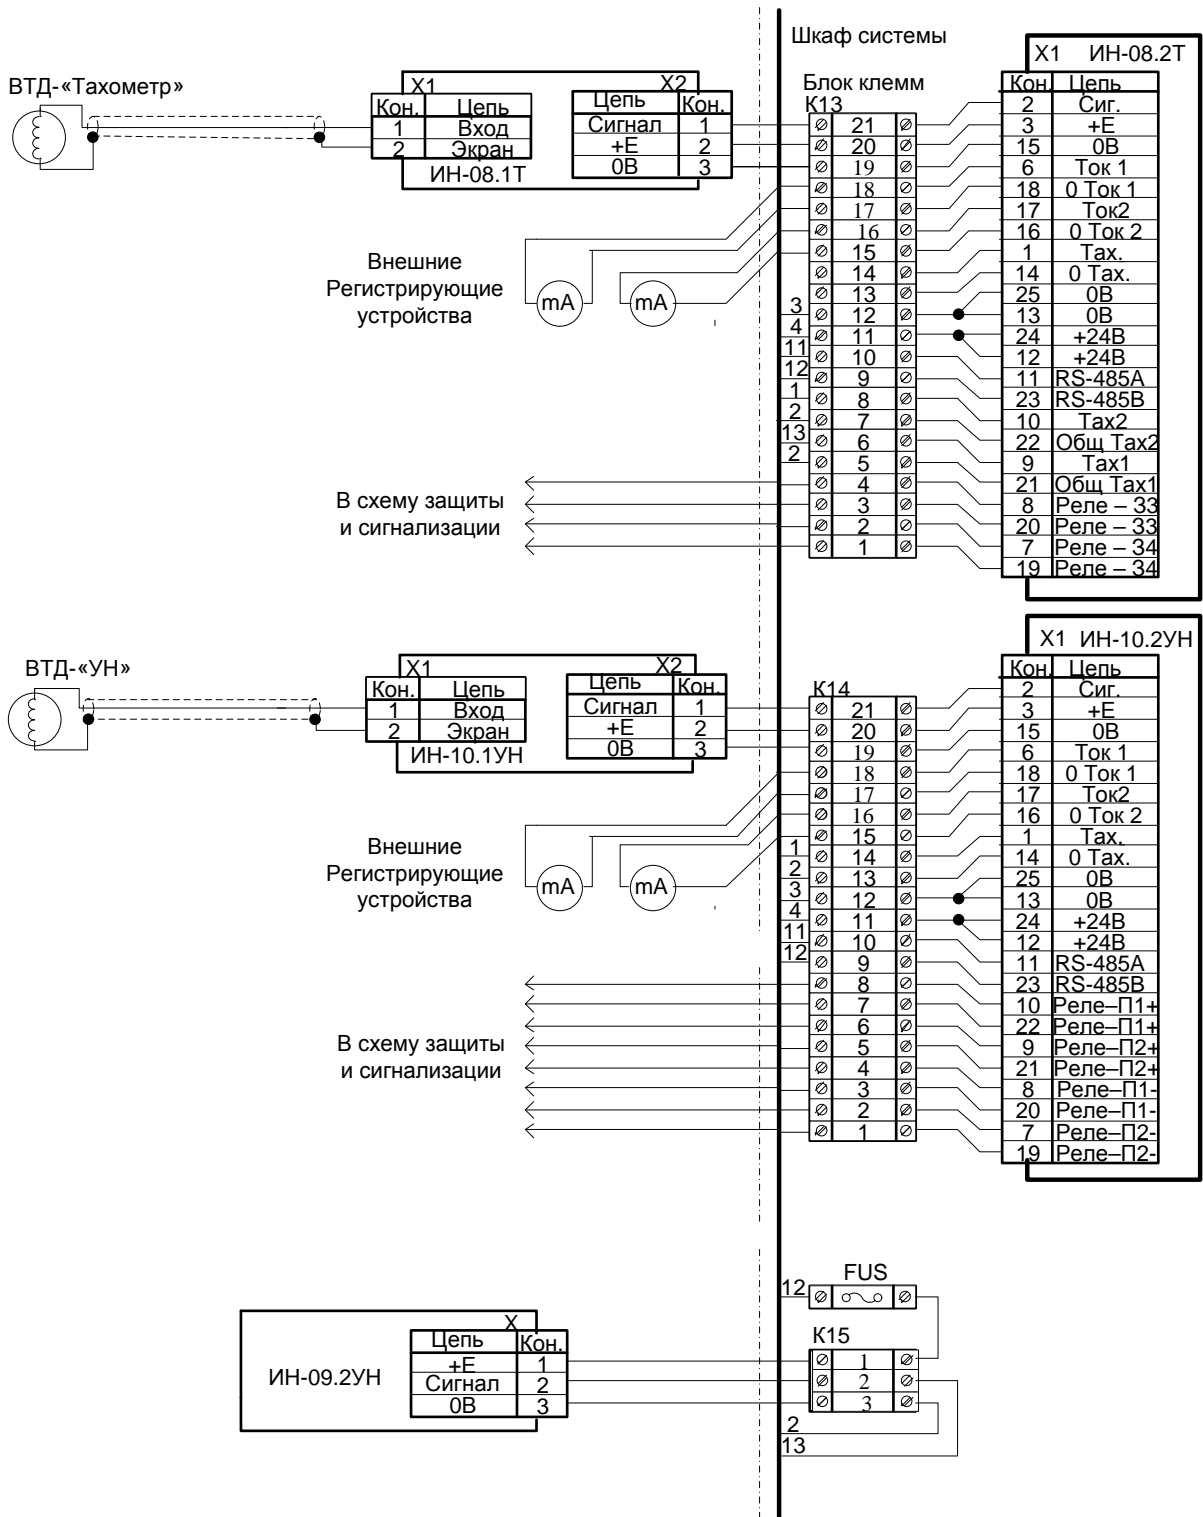 Шкаф системы
X1 ИН-08.2Т
ВТД-«Тахометр»
X1
Кон. Цепь
1 Вход
2 Экран
ИН-08.1Т
X2
Цепь Кон.
Сигнал 1
+Е 2
0В 3
Блок клемм
К13
21
20
19
18
17
16
15
14
13
12
11
10
9
8
7
6
5
4
3
2
1
Кон. Цепь
2 Сиг.
3 +Е
15 0В
6 Ток 1
18 0 Ток 1
17 Ток2
16 0 Ток 2
1 Тах.
14 0 Тах.
25 0В
13 0В
24 +24В
12 +24В
11 RS-485А
23 RS-485В
10 Тах2
22 Общ Тах2
9 Тах1
21 Общ Тах1
8 Реле – З3
20 Реле – З3
7 Реле – З4
19 Реле – З4
Внешние
Регистрирующие
устройства
mA
mA
3
4
11
12
1
2
13
2
В схему защиты
и сигнализации
X1 ИН-10.2УН
ВТД-«УН»
X1
Кон. Цепь
1 Вход
2 Экран
ИН-10.1УН
X2
Цепь Кон.
Сигнал 1
+Е 2
0В 3
К14
21
20
19
18
17
16
15
14
13
12
11
10
9
8
7
6
5
4
3
2
1
Кон. Цепь
2 Сиг.
3 +Е
15 0В
6 Ток 1
18 0 Ток 1
17 Ток2
16 0 Ток 2
1 Тах.
14 0 Тах.
25 0В
13 0В
24 +24В
12 +24В
11 RS-485А
23 RS-485В
10 Реле–П1+
22 Реле–П1+
9 Реле–П2+
21 Реле–П2+
8 Реле–П1-
20 Реле–П1-
7 Реле–П2-
19 Реле–П2-
Внешние
Регистрирующие
устройства
mA
mA
1
2
3
4
11
12
В схему защиты
и сигнализации
FUS
12
X
Цепь Кон.
+Е 1
Сигнал 2
0В 3
ИН-09.2УН
К15
1
2
3
2
13